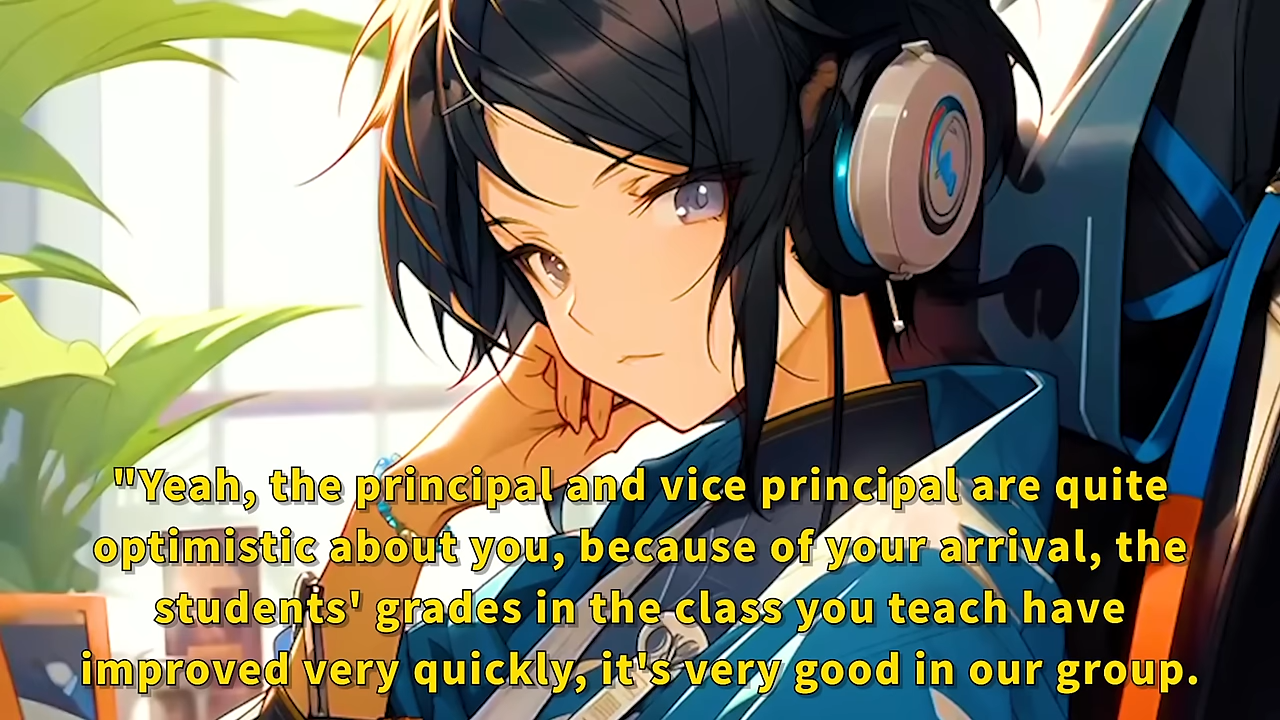 "Yeah, the principal and vice principal are quite
optimistic about you, because of your arrival, the
students' grades in the class you teach have
improved very quickly, it's very good in our group.